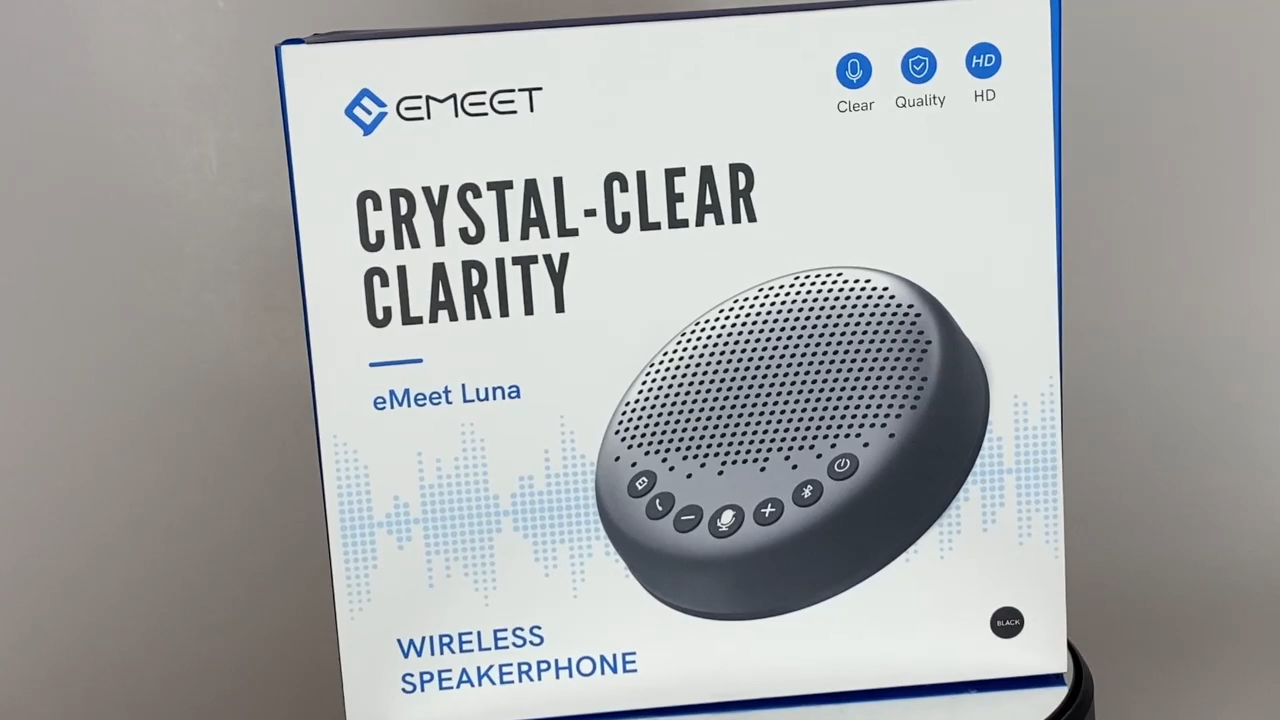 EMEET
Clear
Quality
HD
HD
CRYSTAL-CLEAR
CLARITY
eMeet Luna
WIRELESS
SPEAKERPHONE
BLACK